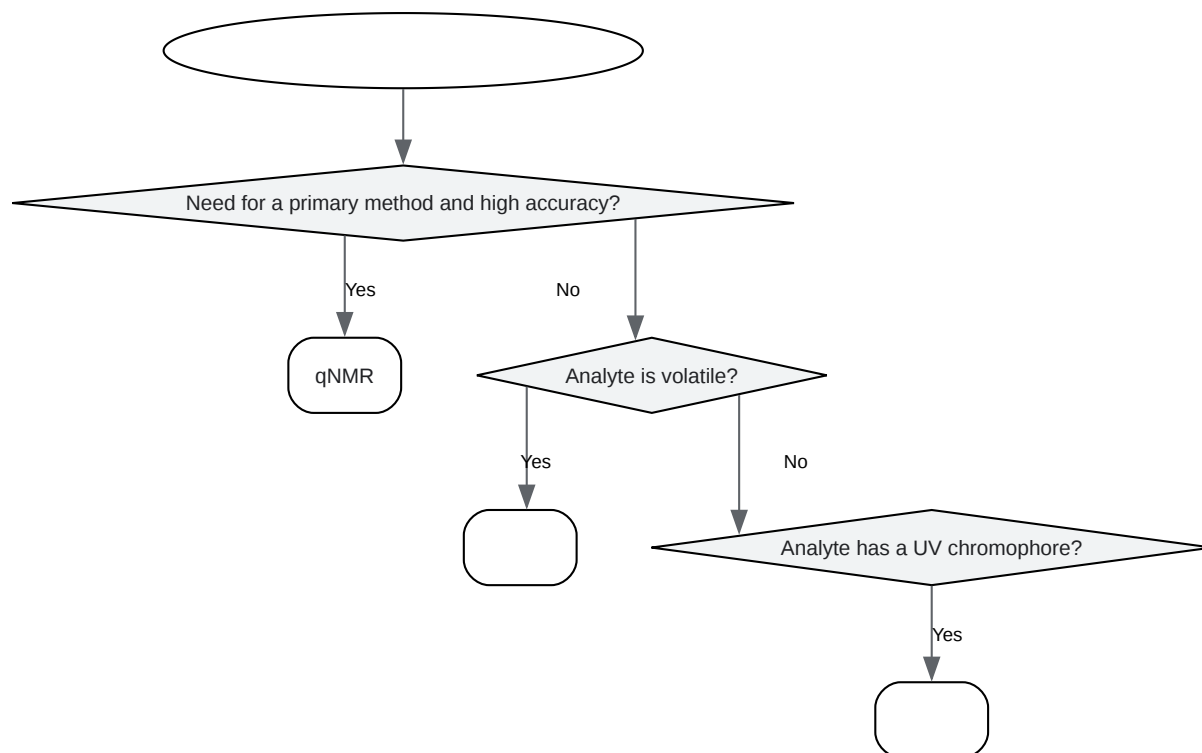 Need for a primary method and high accuracy?
Yes
No
qNMR
Analyte is volatile?
Yes
No
Analyte has a UV chromophore?
Yes